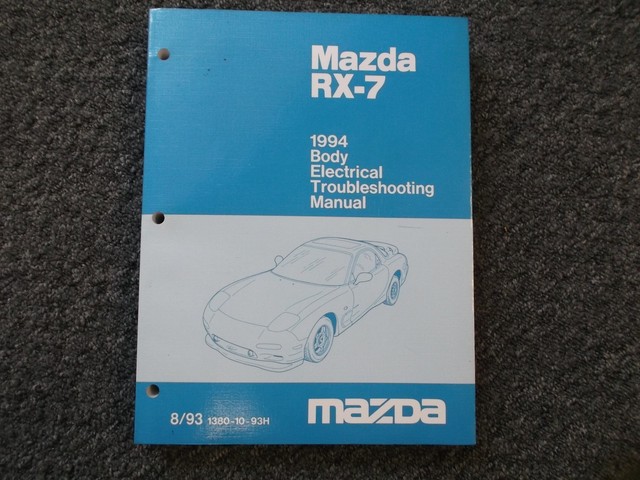 Mazda
RX-7
1994
Body
Electrical
Troubleshooting
Manual
8/93 1380-10-93H
mazda